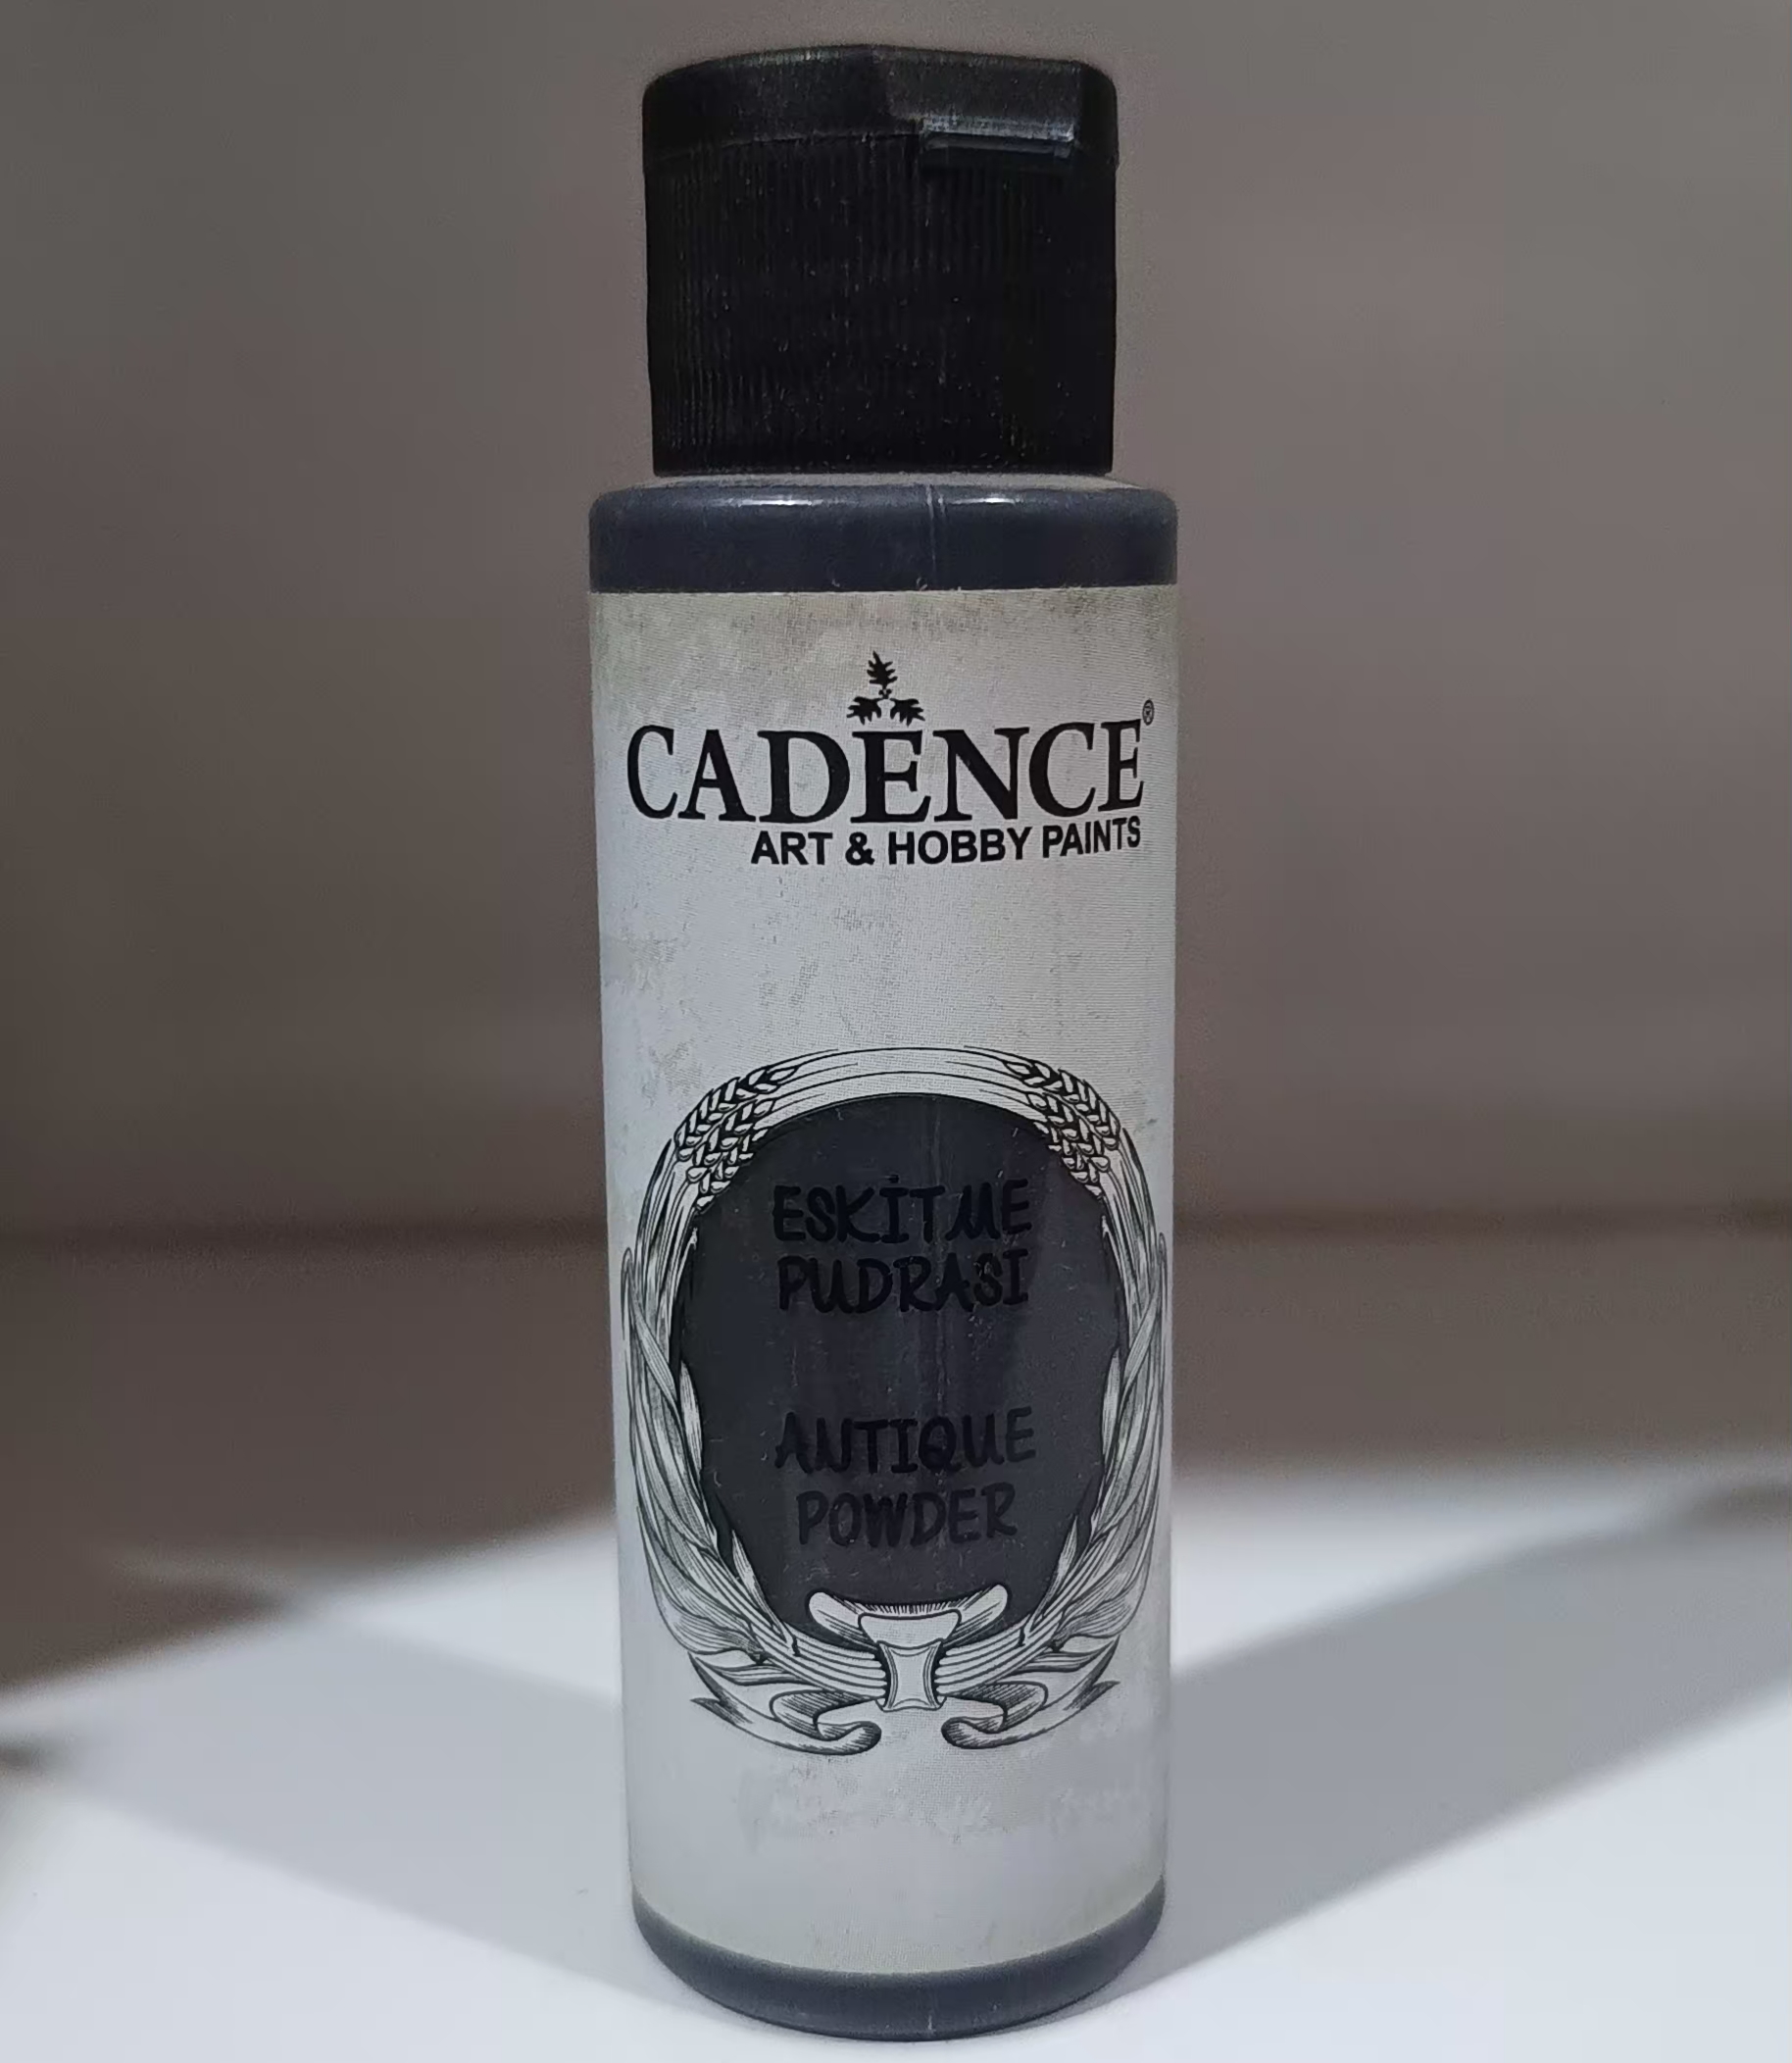 CADENCE®
ART & HOBBY PAINTS
ESKİTME
PUDRASI
ANTIQUE
POWDER